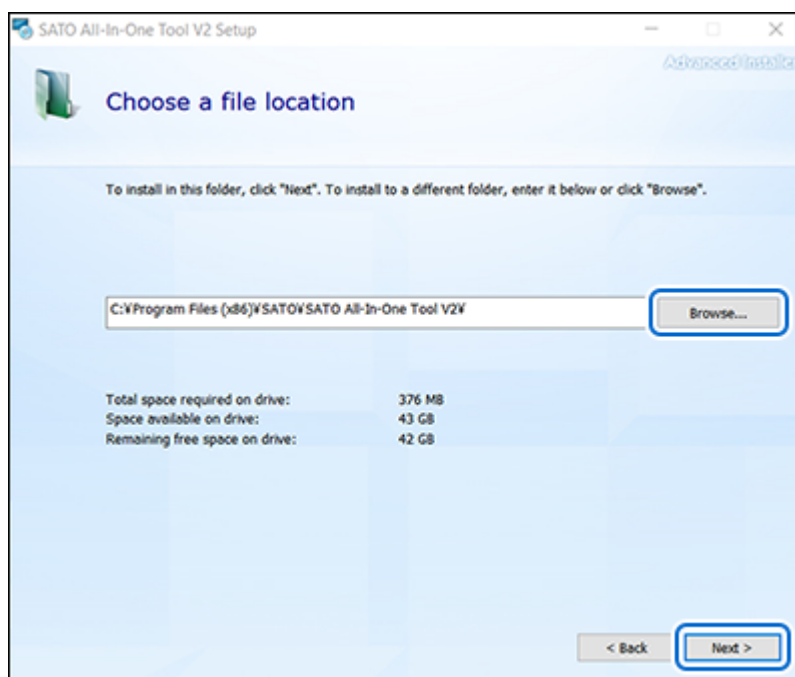 SATO All-In-One Tool V2 Setup
Advanced Installer
Choose a file location
To install in this folder, click "Next". To install to a different folder, enter it below or click "Browse".
C:¥Program Files (x86)¥SATO¥SATO All-In-One Tool V2¥
Browse...
Total space required on drive: 376 MB
Space available on drive: 43 GB
Remaining free space on drive: 42 GB
< Back
Next >